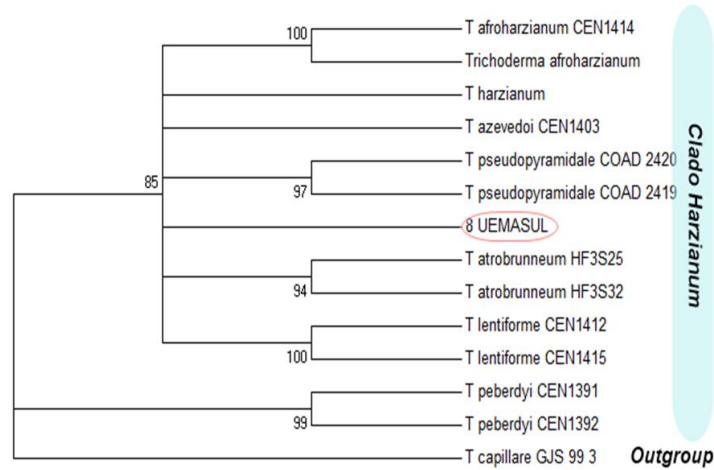 T afroharzianum CEN1414
100
Trichoderma afroharzianum
T harzianum
T azevedoi CEN1403
T pseudopyramidale COAD 2420
85
97
T pseudopyramidale COAD 2419
8 UEMASUL
T atrobrunneum HF3S25
94
T atrobrunneum HF3S32
T lentiforme CEN1412
100
T lentiforme CEN1415
T peberdyi CEN1391
99
T peberdyi CEN1392
T capillare GJS 99 3
Outgroup
Clado Harzianum